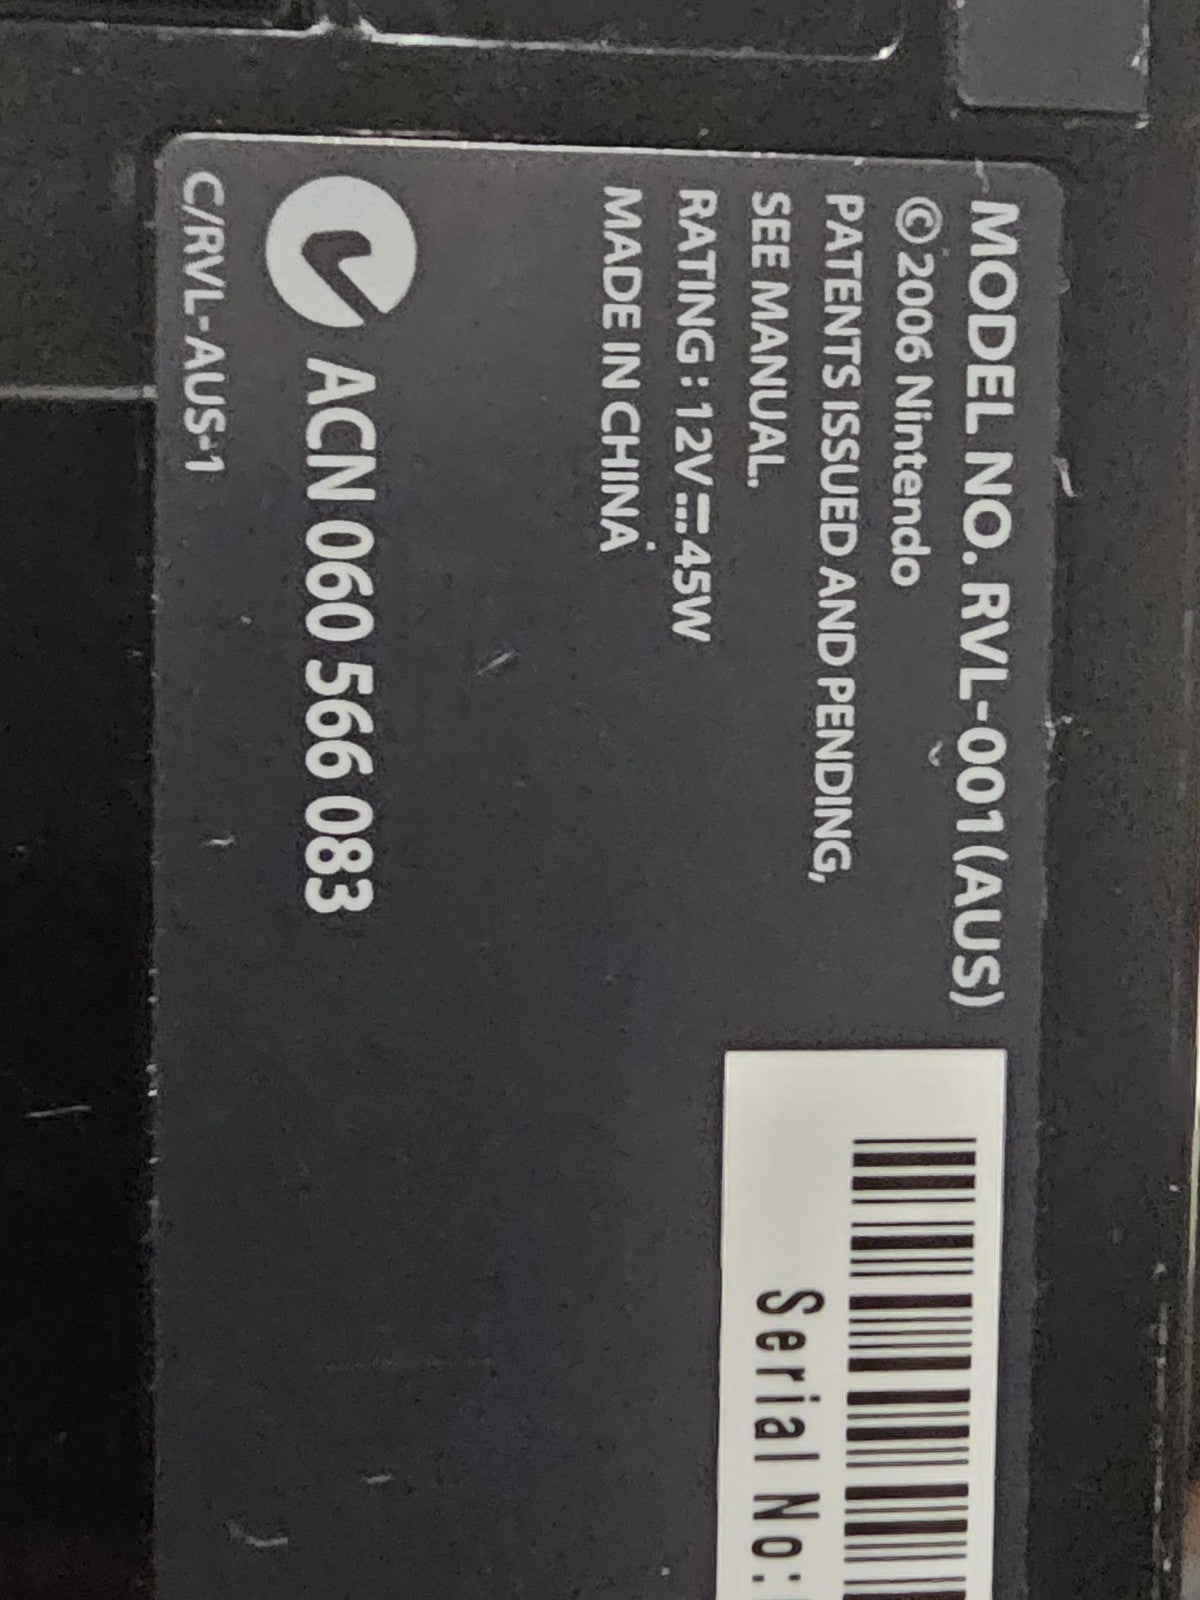 MODEL NO. RVL-001(AUS)
©2006 Nintendo
PATENTS ISSUED AND PENDING,
SEE MANUAL.
RATING : 12V⎓45W
MADE IN CHINA
ACN 060 566 083
C/RVL-AUS-1
Serial No: